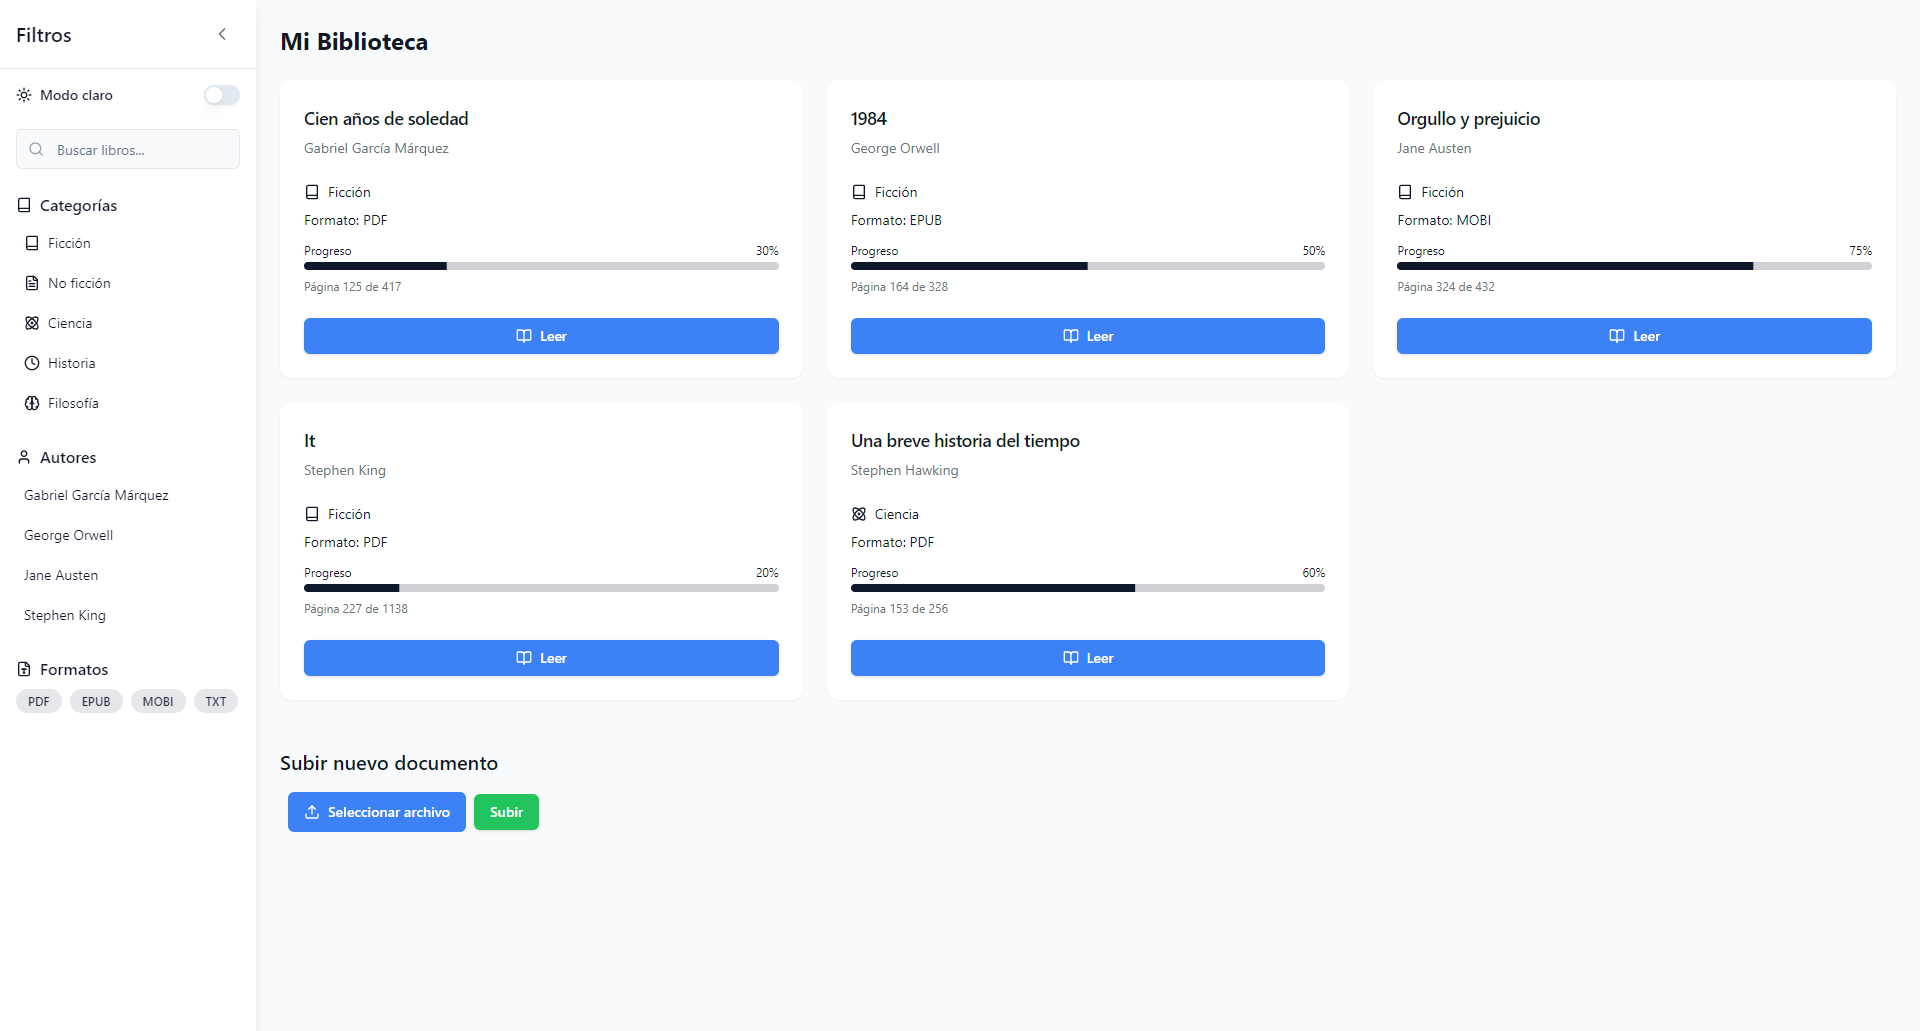 Filtros
Modo claro
Buscar libros...
Categorías
Ficción
No ficción
Ciencia
Historia
Filosofía
Autores
Gabriel García Márquez
George Orwell
Jane Austen
Stephen King
Formatos
PDF EPUB MOBI TXT
Mi Biblioteca
Cien años de soledad
Gabriel García Márquez
Ficción
Formato: PDF
Progreso 30%
Página 125 de 417
Leer
1984
George Orwell
Ficción
Formato: EPUB
Progreso 50%
Página 164 de 328
Leer
Orgullo y prejuicio
Jane Austen
Ficción
Formato: MOBI
Progreso 75%
Página 324 de 432
Leer
It
Stephen King
Ficción
Formato: PDF
Progreso 20%
Página 227 de 1138
Leer
Una breve historia del tiempo
Stephen Hawking
Ciencia
Formato: PDF
Progreso 60%
Página 153 de 256
Leer
Subir nuevo documento
Seleccionar archivo Subir